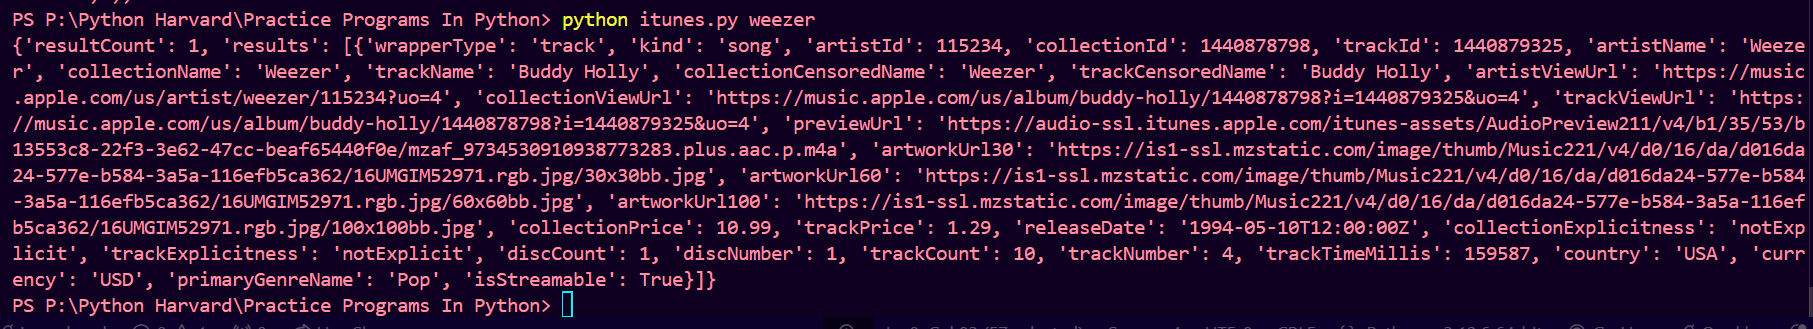 PS P:\Python Harvard\Practice Programs In Python> python itunes.py weezer
{'resultCount': 1, 'results': [{'wrapperType': 'track', 'kind': 'song', 'artistId': 115234, 'collectionId': 1440878798, 'trackId': 1440879325, 'artistName': 'Weeze
r', 'collectionName': 'Weezer', 'trackName': 'Buddy Holly', 'collectionCensoredName': 'Weezer', 'trackCensoredName': 'Buddy Holly', 'artistViewUrl': 'https://music
.apple.com/us/artist/weezer/115234?uo=4', 'collectionViewUrl': 'https://music.apple.com/us/album/buddy-holly/1440878798?i=1440879325&uo=4', 'trackViewUrl': 'https:
//music.apple.com/us/album/buddy-holly/1440878798?i=1440879325&uo=4', 'previewUrl': 'https://audio-ssl.itunes.apple.com/itunes-assets/AudioPreview211/v4/b1/35/53/b
13553c8-22f3-3e62-47cc-beaf65440f0e/mzaf_9734530910938773283.plus.aac.p.m4a', 'artworkUrl30': 'https://is1-ssl.mzstatic.com/image/thumb/Music221/v4/d0/16/da/d016da
24-577e-b584-3a5a-116efb5ca362/16UMGIM52971.rgb.jpg/30x30bb.jpg', 'artworkUrl60': 'https://is1-ssl.mzstatic.com/image/thumb/Music221/v4/d0/16/da/d016da24-577e-b584
-3a5a-116efb5ca362/16UMGIM52971.rgb.jpg/60x60bb.jpg', 'artworkUrl100': 'https://is1-ssl.mzstatic.com/image/thumb/Music221/v4/d0/16/da/d016da24-577e-b584-3a5a-116ef
b5ca362/16UMGIM52971.rgb.jpg/100x100bb.jpg', 'collectionPrice': 10.99, 'trackPrice': 1.29, 'releaseDate': '1994-05-10T12:00:00Z', 'collectionExplicitness': 'notExp
licit', 'trackExplicitness': 'notExplicit', 'discCount': 1, 'discNumber': 1, 'trackCount': 10, 'trackNumber': 4, 'trackTimeMillis': 159587, 'country': 'USA', 'curr
ency': 'USD', 'primaryGenreName': 'Pop', 'isStreamable': True}]}
PS P:\Python Harvard\Practice Programs In Python>